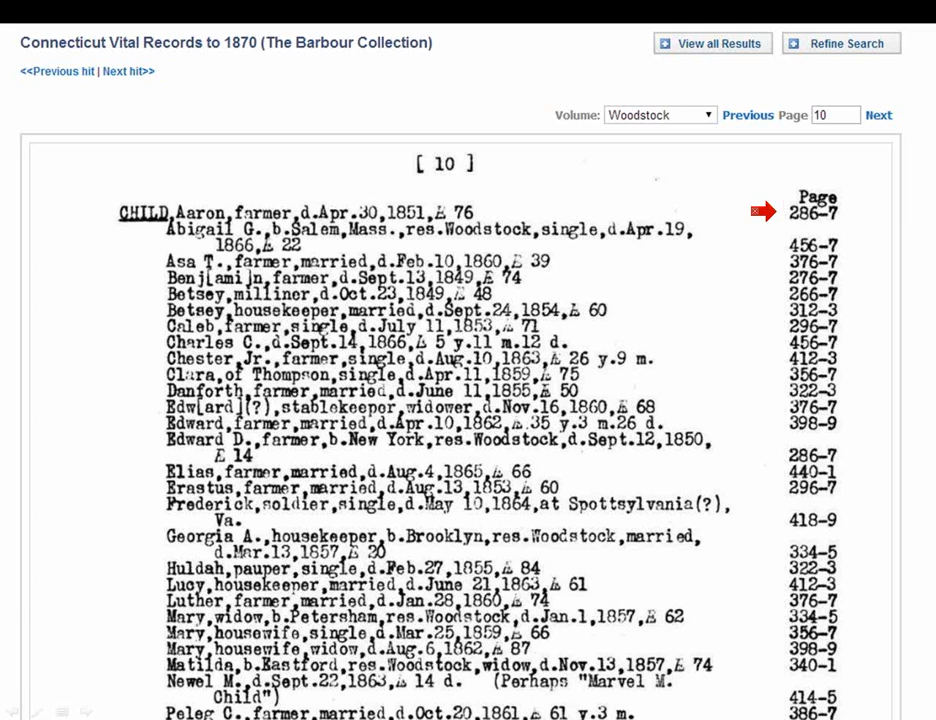 Connecticut Vital Records to 1870 (The Barbour Collection)
View all Results
Refine Search
<<Previous hit | Next hit>>
Volume: Woodstock Previous Page 10 Next
[ 10 ]
Page
CHILD,Aaron,farmer,d.Apr.30,1851,Æ 76 286-7
Abigail G.,b.Salem,Mass.,res.Woodstock,single,d.Apr.19,
1866,Æ 22 456-7
Asa T.,farmer,married,d.Feb.10,1860,Æ 39 376-7
Benj[ami]n,farmer,d.Sept.13,1849,Æ 74 276-7
Betsey,milliner,d.Oct.23,1849,Æ 48 266-7
Betsey,housekeeper,married,d.Sept.24,1854,Æ 60 312-3
Caleb,farmer,single,d.July 11,1853,Æ 71 296-7
Charles C.,d.Sept.14,1866,Æ 5 y.11 m.12 d. 456-7
Chester,Jr.,farmer,single,d.Aug.10,1863,Æ 26 y.9 m. 412-3
Clara,of Thompson,single,d.Apr.11,1859,Æ 75 356-7
Danforth,farmer,married,d.June 11,1855,Æ 50 322-3
Edw[ard](?),stablekeeper,widower,d.Nov.16,1860,Æ 68 376-7
Edward,farmer,married,d.Apr.10,1862,Æ.35 y.3 m.26 d. 398-9
Edward D.,farmer,b.New York,res.Woodstock,d.Sept.12,1850,
Æ 14 286-7
Elias,farmer,married,d.Aug.4,1865,Æ 66 440-1
Erastus,farmer,married,d.Aug.13,1853,Æ 60 296-7
Frederick,soldier,single,d.May 10,1864,at Spottsylvania(?),
Va. 418-9
Georgia A.,housekeeper,b.Brooklyn,res.Woodstock,married,
d.Mar.13,1857,Æ 20 334-5
Huldah,pauper,single,d.Feb.27,1855,Æ 84 322-3
Lucy,housekeeper,married,d.June 21,1863,Æ 61 412-3
Luther,farmer,married,d.Jan.28,1860,Æ 74 376-7
Mary,widow,b.Petersham,res.Woodstock,d.Jan.1,1857,Æ 62 334-5
Mary,housewife,single,d.Mar.25,1859,Æ 66 356-7
Mary,housewife,widow,d.Aug.6,1862,Æ 87 398-9
Matilda,b.Eastford,res.Woodstock,widow,d.Nov.13,1857,Æ 74 340-1
Newel M.,d.Sept.22,1863,Æ 14 d. (Perhaps "Marvel M.
Child") 414-5
Peleg C.,farmer,married,d.Oct.20,1861,Æ 61 y.3 m. 386-7